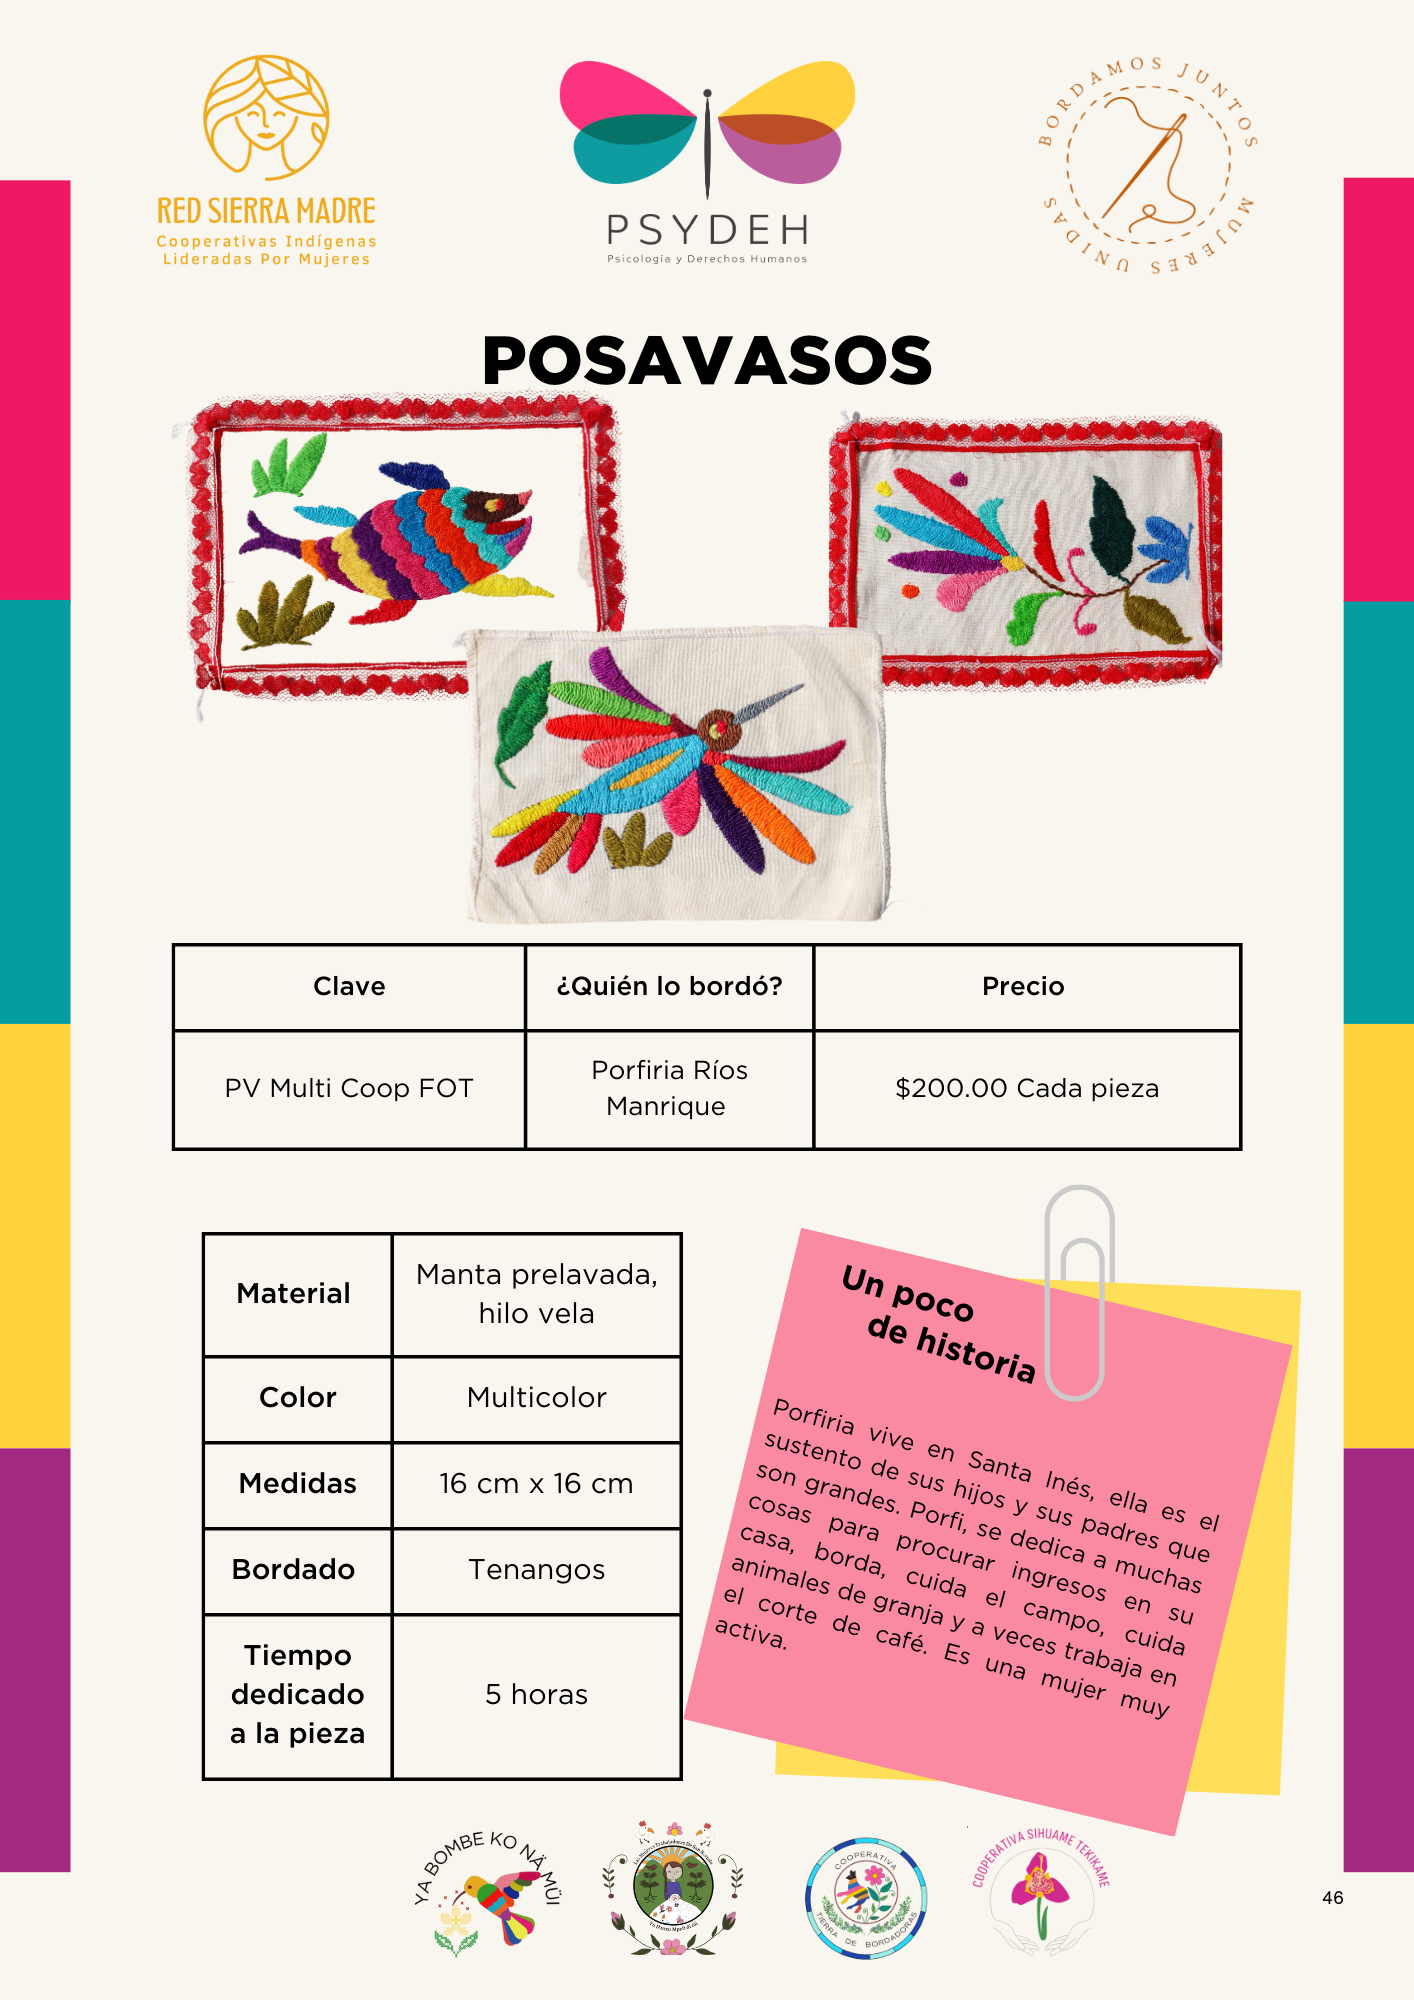 RED SIERRA MADRE
Cooperativas Indígenas
Lideradas Por Mujeres
PSYDEH
Psicología y Derechos Humanos
BORDAMOS JUNTOS
MUJERES UNIDAS
POSAVASOS
Clave
¿Quién lo bordó?
Precio
PV Multi Coop FOT
Porfiria Ríos
Manrique
$200.00 Cada pieza
Material
Manta prelavada,
hilo vela
Color
Multicolor
Medidas
16 cm x 16 cm
Bordado
Tenangos
Tiempo
dedicado
a la pieza
5 horas
Un poco
de historia
Porfiria vive en Santa Inés, ella es el
sustento de sus hijos y sus padres que
son grandes. Porfi, se dedica a muchas
cosas para procurar ingresos en su
casa, borda, cuida el campo, cuida
animales de granja y a veces trabaja en
el corte de café. Es una mujer muy
activa.
YA BOMBE KO NÄ MÜI
COOPERATIVA
TIERRA DE BORDADORAS
COOPERATIVA SIHUAME TEKIKAME
46